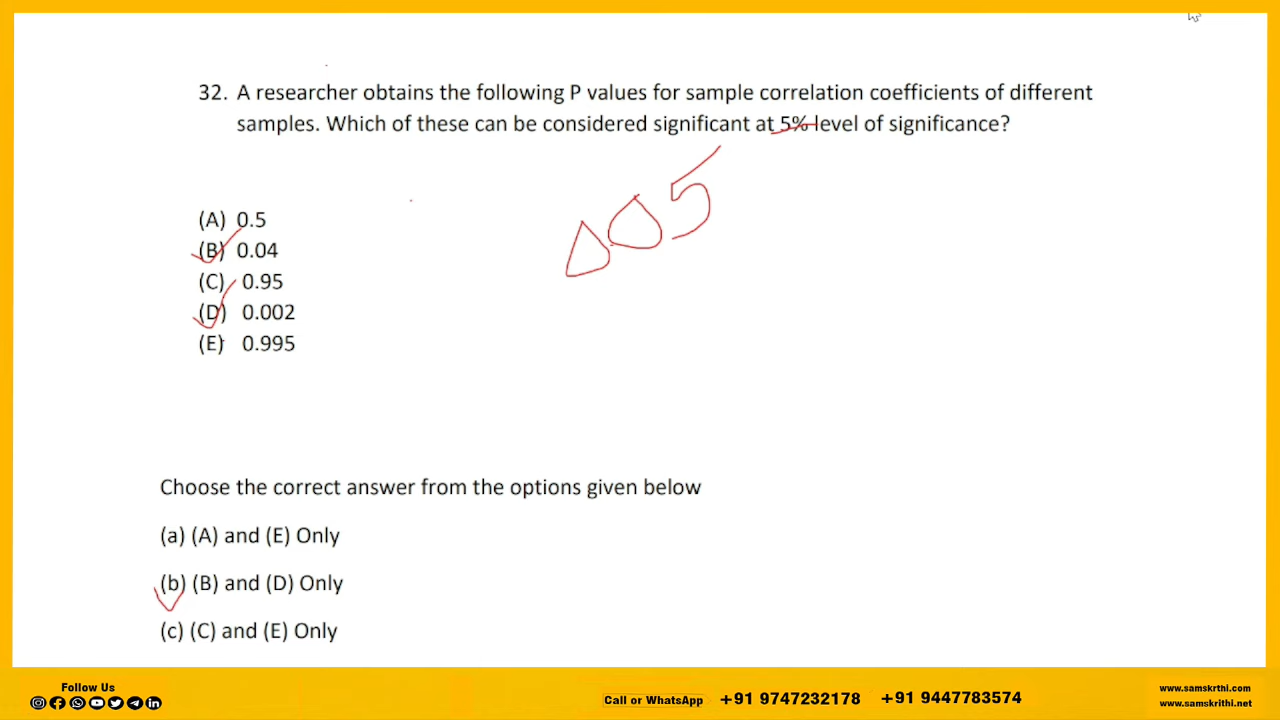 32. A researcher obtains the following P values for sample correlation coefficients of different
samples. Which of these can be considered significant at 5% level of significance?
0.05
(A) 0.5
(B) 0.04
(C) 0.95
(D) 0.002
(E) 0.995
Choose the correct answer from the options given below
(a) (A) and (E) Only
(b) (B) and (D) Only
(c) (C) and (E) Only
Follow Us
Call or WhatsApp +91 9747232178 +91 9447783574
www.samskrthi.com
www.samskrithi.net